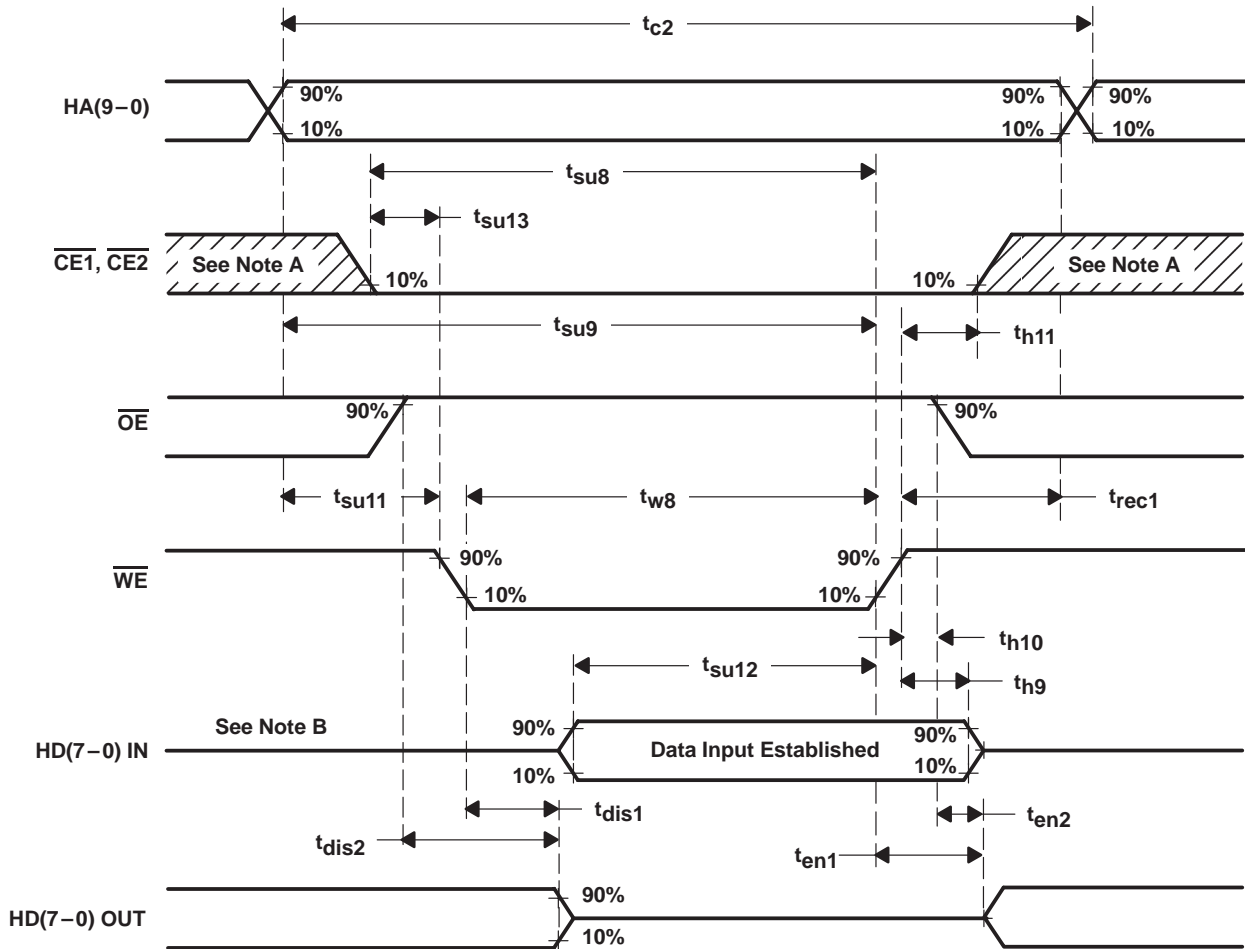 tc2
HA(9–0)
90%
90%
90%
10%
10%
10%
tsu8
tsu13
CE1, CE2
See Note A
See Note A
10%
10%
tsu9
th11
OE
90%
90%
tsu11
tw8
trec1
WE
90%
90%
10%
10%
th10
tsu12
th9
See Note B
HD(7–0) IN
90%
Data Input Established
90%
10%
10%
tdis1
ten2
tdis2
ten1
HD(7–0) OUT
90%
10%